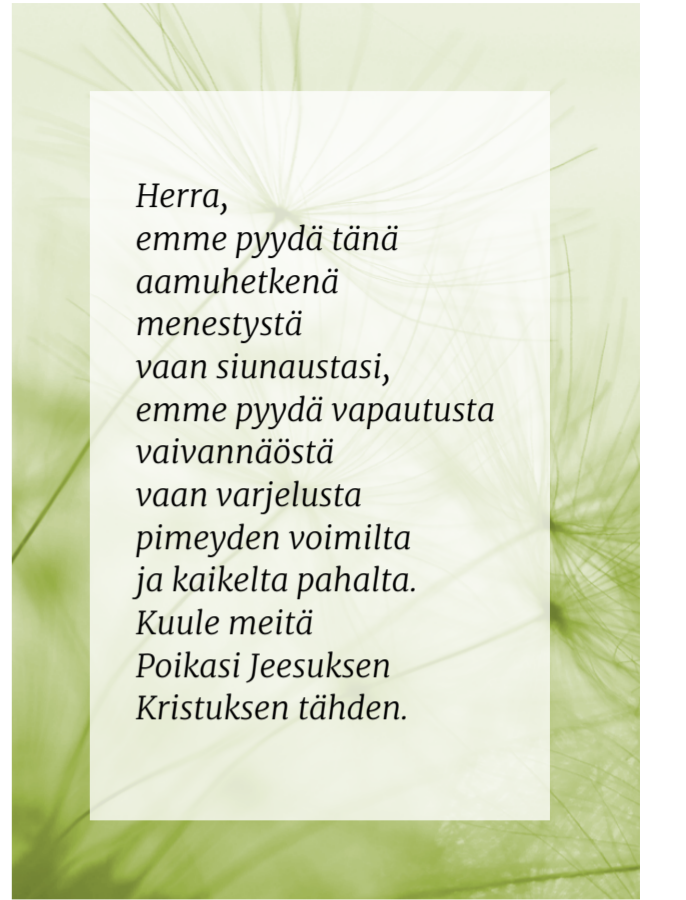 Herra,
emme pyydä tänä
aamuhetkenä
menestystä
vaan siunaustasi,
emme pyydä vapautusta
vaivannäöstä
vaan varjelusta
pimeyden voimilta
ja kaikelta pahalta.
Kuule meitä
Poikasi Jeesuksen
Kristuksen tähden.